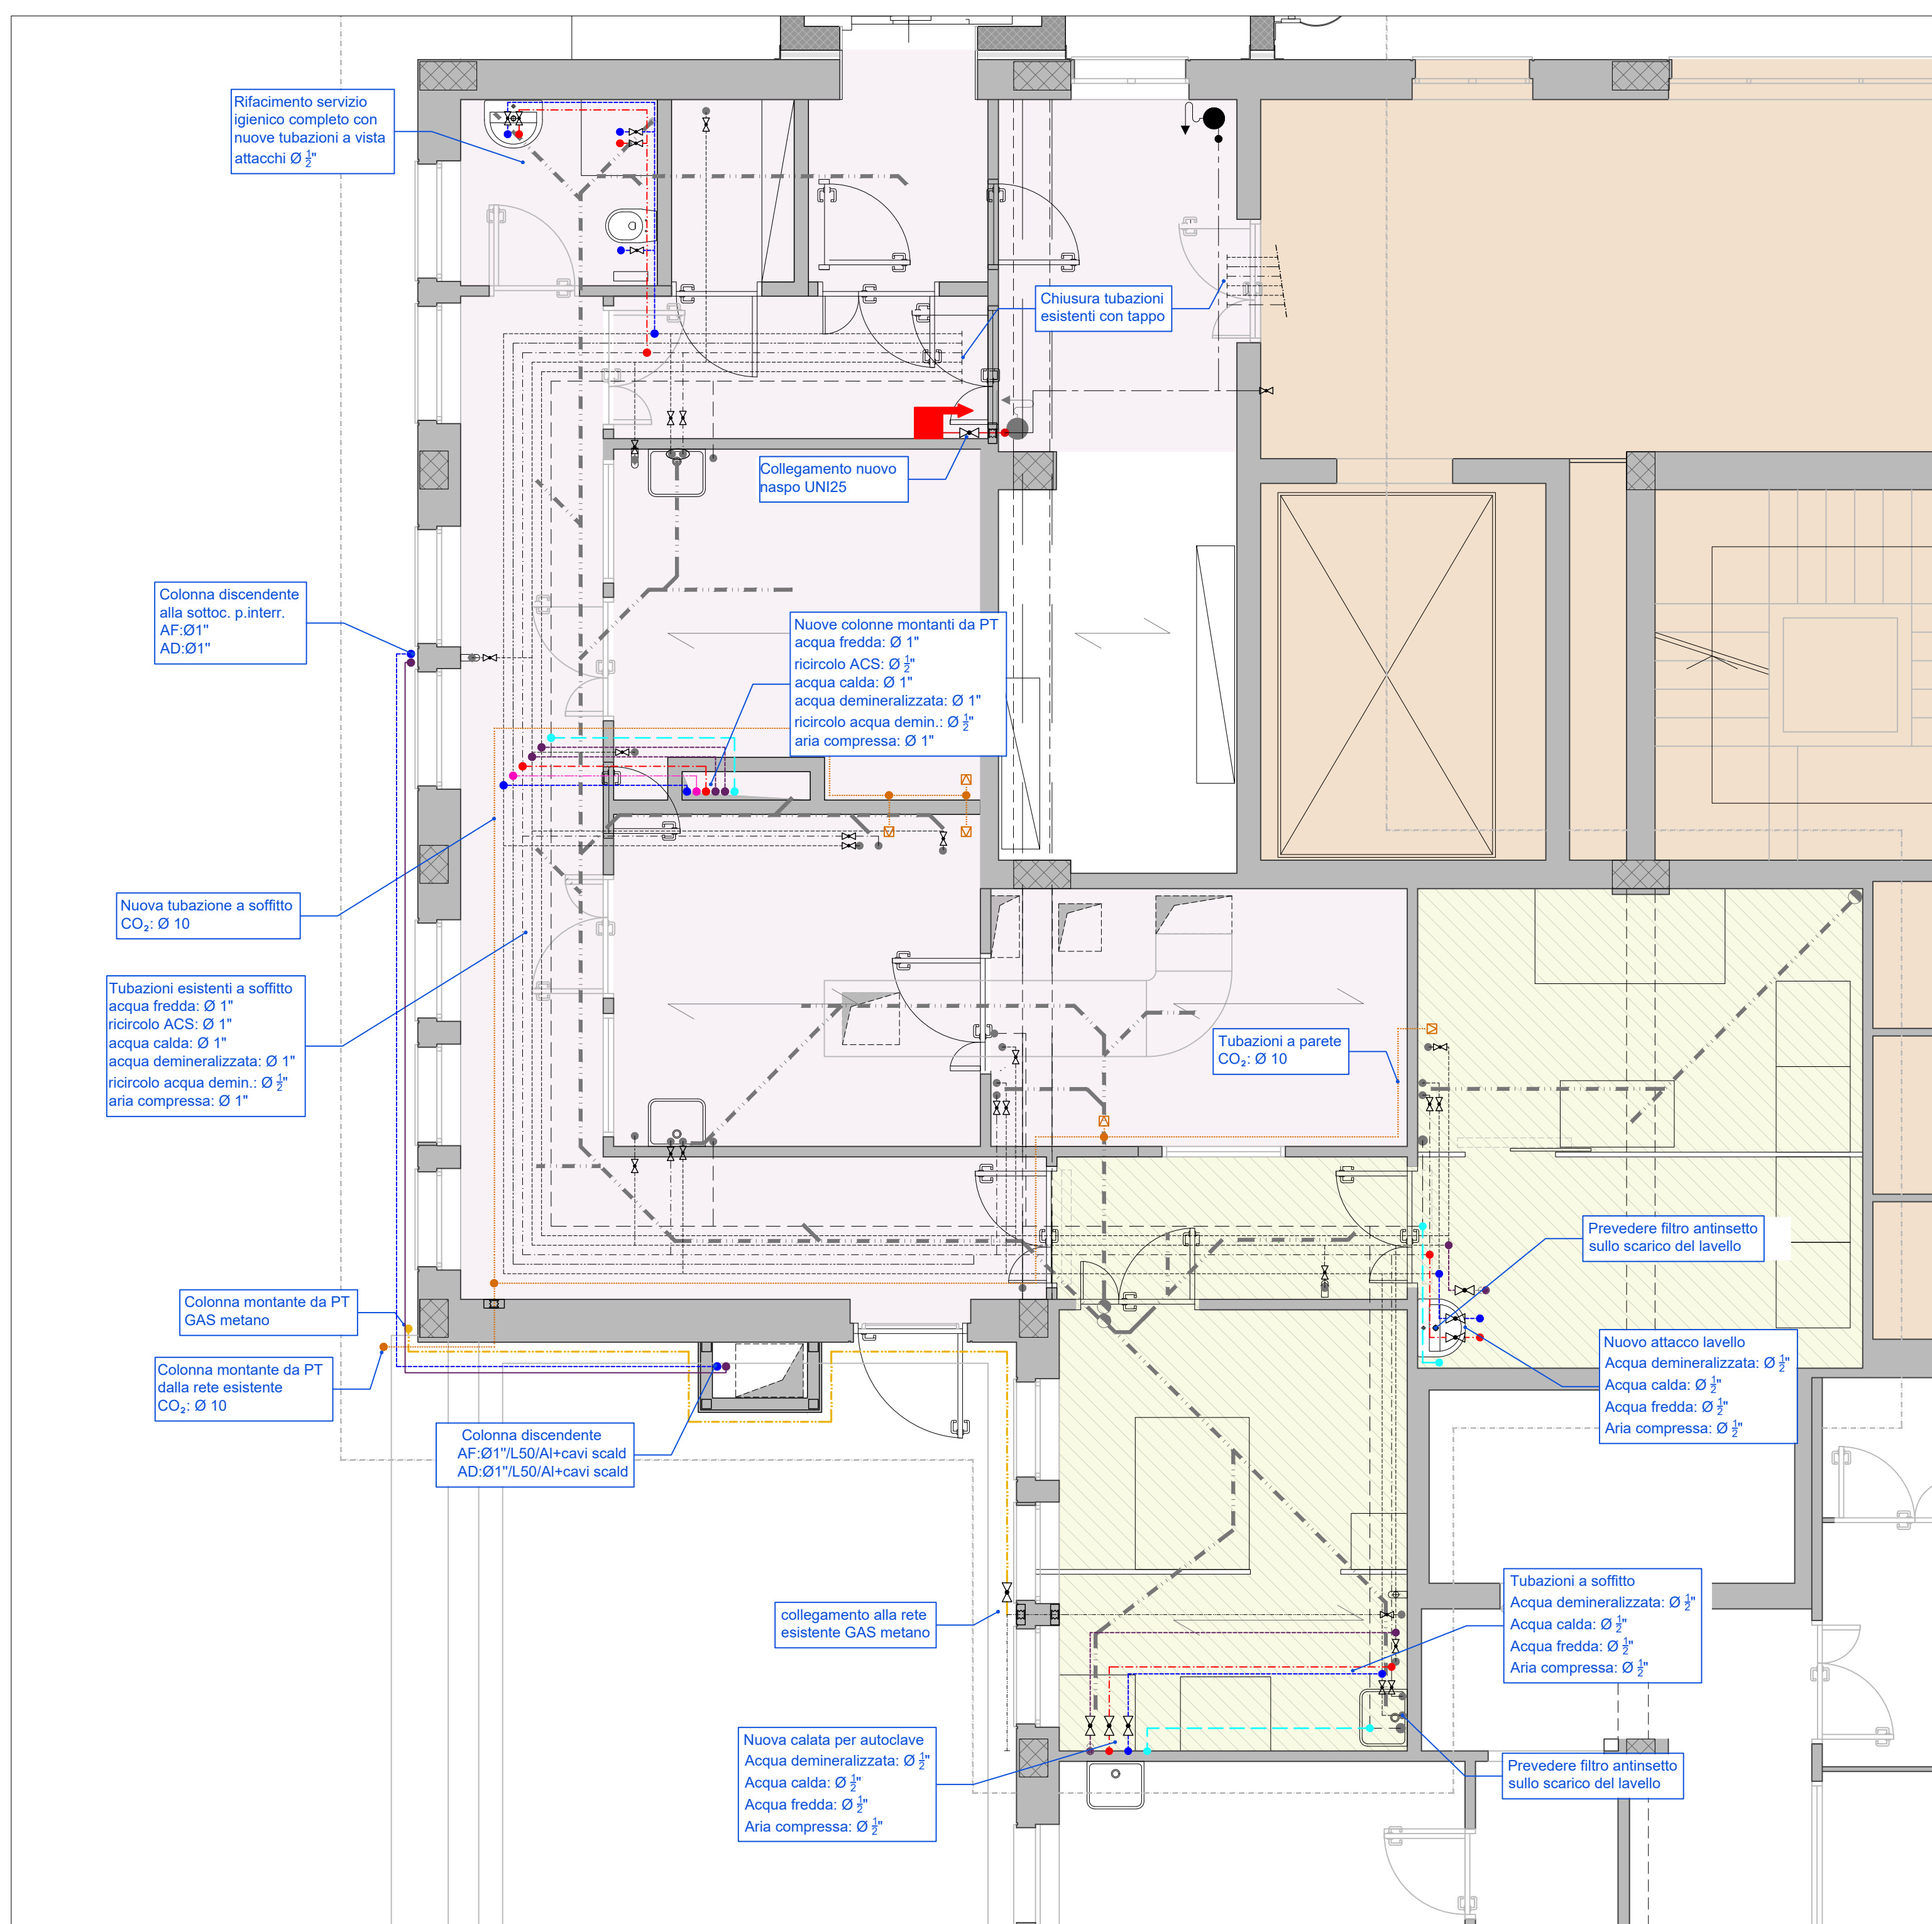 Rifacimento servizio
igienico completo con
nuove tubazioni a vista
attacchi Ø ½"
Chiusura tubazioni
esistenti con tappo
Collegamento nuovo
naspo UNI25
Colonna discendente
alla sottoc. p.interr.
AF:Ø1"
AD:Ø1"
Nuove colonne montanti da PT
acqua fredda: Ø 1"
ricircolo ACS: Ø ½"
acqua calda: Ø 1"
acqua demineralizzata: Ø 1"
ricircolo acqua demin.: Ø ½"
aria compressa: Ø 1"
Nuova tubazione a soffitto
CO₂: Ø 10
Tubazioni esistenti a soffitto
acqua fredda: Ø 1"
ricircolo ACS: Ø 1"
acqua calda: Ø 1"
acqua demineralizzata: Ø 1"
ricircolo acqua demin.: Ø ½"
aria compressa: Ø 1"
Tubazioni a parete
CO₂: Ø 10
Prevedere filtro antinsetto
sullo scarico del lavello
Colonna montante da PT
GAS metano
Colonna montante da PT
dalla rete esistente
CO₂: Ø 10
Nuovo attacco lavello
Acqua demineralizzata: Ø ½"
Acqua calda: Ø ½"
Acqua fredda: Ø ½"
Aria compressa: Ø ½"
Colonna discendente
AF:Ø1"/L50/Al+cavi scald
AD:Ø1"/L50/Al+cavi scald
collegamento alla rete
esistente GAS metano
Tubazioni a soffitto
Acqua demineralizzata: Ø ½"
Acqua calda: Ø ½"
Acqua fredda: Ø ½"
Aria compressa: Ø ½"
Nuova calata per autoclave
Acqua demineralizzata: Ø ½"
Acqua calda: Ø ½"
Acqua fredda: Ø ½"
Aria compressa: Ø ½"
Prevedere filtro antinsetto
sullo scarico del lavello